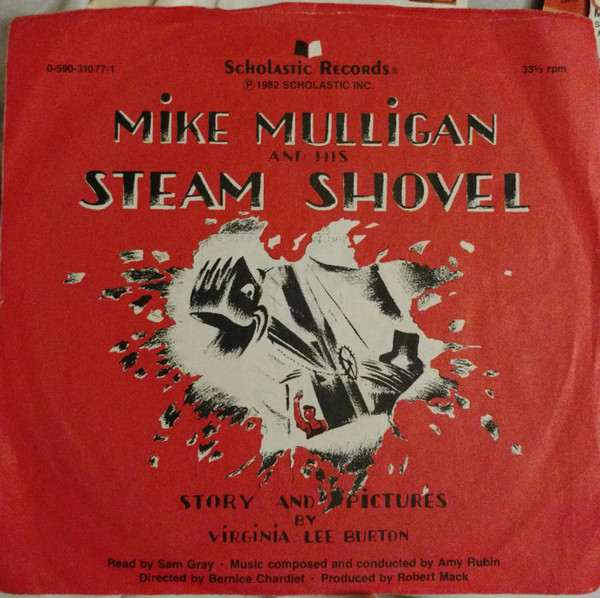 Scholastic Records®
0-590-31077-1
33⅓ rpm
Ⓟ1982 SCHOLASTIC INC.
MiKE MULLiGAN
AND HIS
STEAM SHOVEL
STORY AND PiCTURES
BY
ViRGiNiA LEE BURTON
Read by Sam Gray · Music composed and conducted by Amy Rubin
Directed by Bernice Chardiet · Produced by Robert Mack